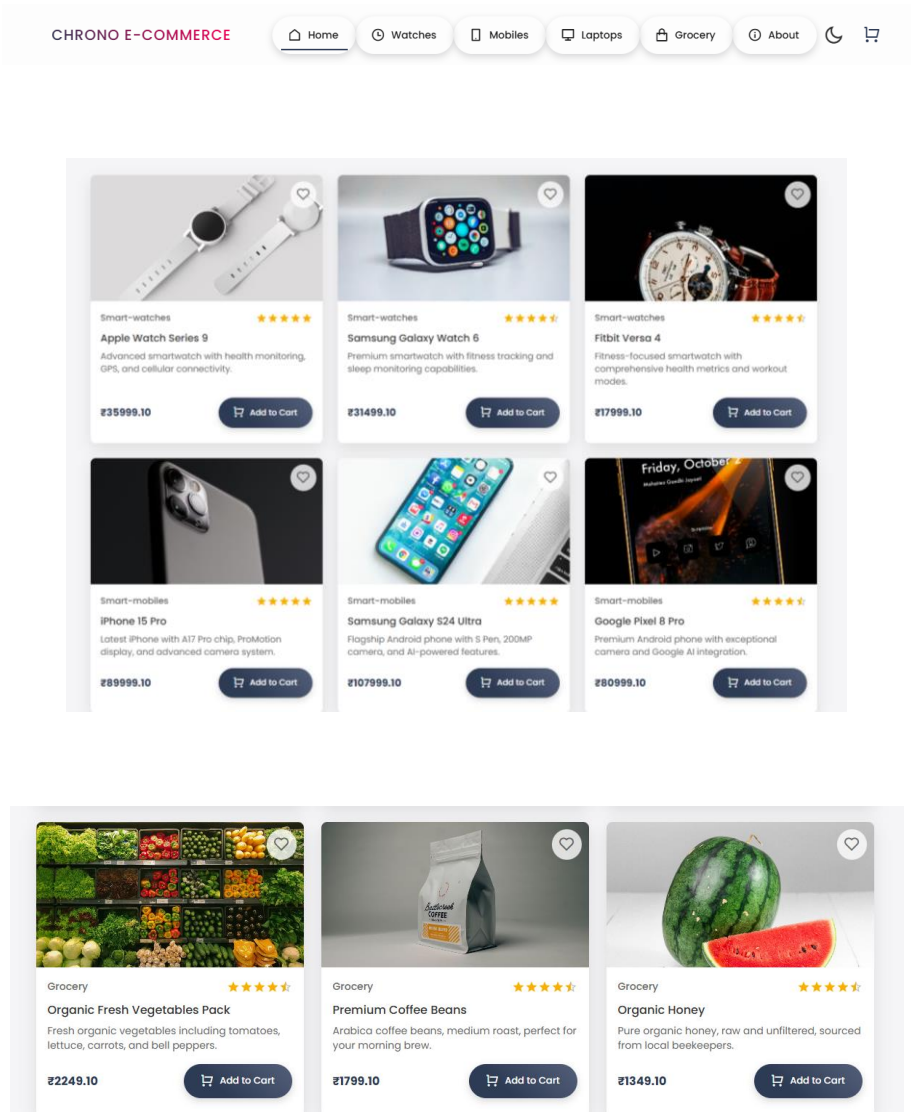 CHRONO E-COMMERCE
Home
Watches
Mobiles
Laptops
Grocery
About
Smart-watches
Apple Watch Series 9
Advanced smartwatch with health monitoring,
GPS, and cellular connectivity.
₹35999.10
Add to Cart
Smart-watches
Samsung Galaxy Watch 6
Premium smartwatch with fitness tracking and
sleep monitoring capabilities.
₹31499.10
Add to Cart
Smart-watches
Fitbit Versa 4
Fitness-focused smartwatch with
comprehensive health metrics and workout
modes.
₹17999.10
Add to Cart
Smart-mobiles
iPhone 15 Pro
Latest iPhone with A17 Pro chip, ProMotion
display, and advanced camera system.
₹89999.10
Add to Cart
Smart-mobiles
Samsung Galaxy S24 Ultra
Flagship Android phone with S Pen, 200MP
camera, and AI-powered features.
₹107999.10
Add to Cart
Friday, October 2
Mahatma Gandhi Jayanti
Smart-mobiles
Google Pixel 8 Pro
Premium Android phone with exceptional
camera and Google AI integration.
₹80999.10
Add to Cart
Grocery
Organic Fresh Vegetables Pack
Fresh organic vegetables including tomatoes,
lettuce, carrots, and bell peppers.
₹2249.10
Add to Cart
COFFEE
Grocery
Premium Coffee Beans
Arabica coffee beans, medium roast, perfect for
your morning brew.
₹1799.10
Add to Cart
Grocery
Organic Honey
Pure organic honey, raw and unfiltered, sourced
from local beekeepers.
₹1349.10
Add to Cart